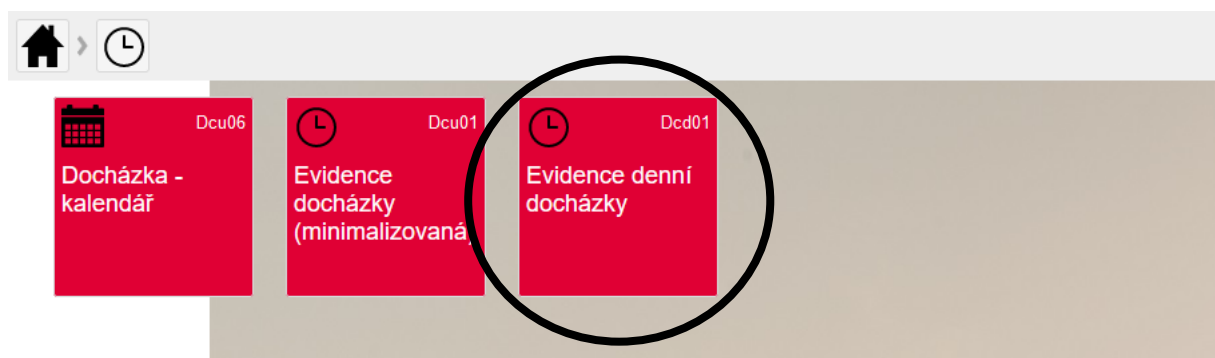 Dcu06
Docházka -
kalendář
Dcu01
Evidence
docházky
(minimalizovaná)
Dcd01
Evidence denní
docházky